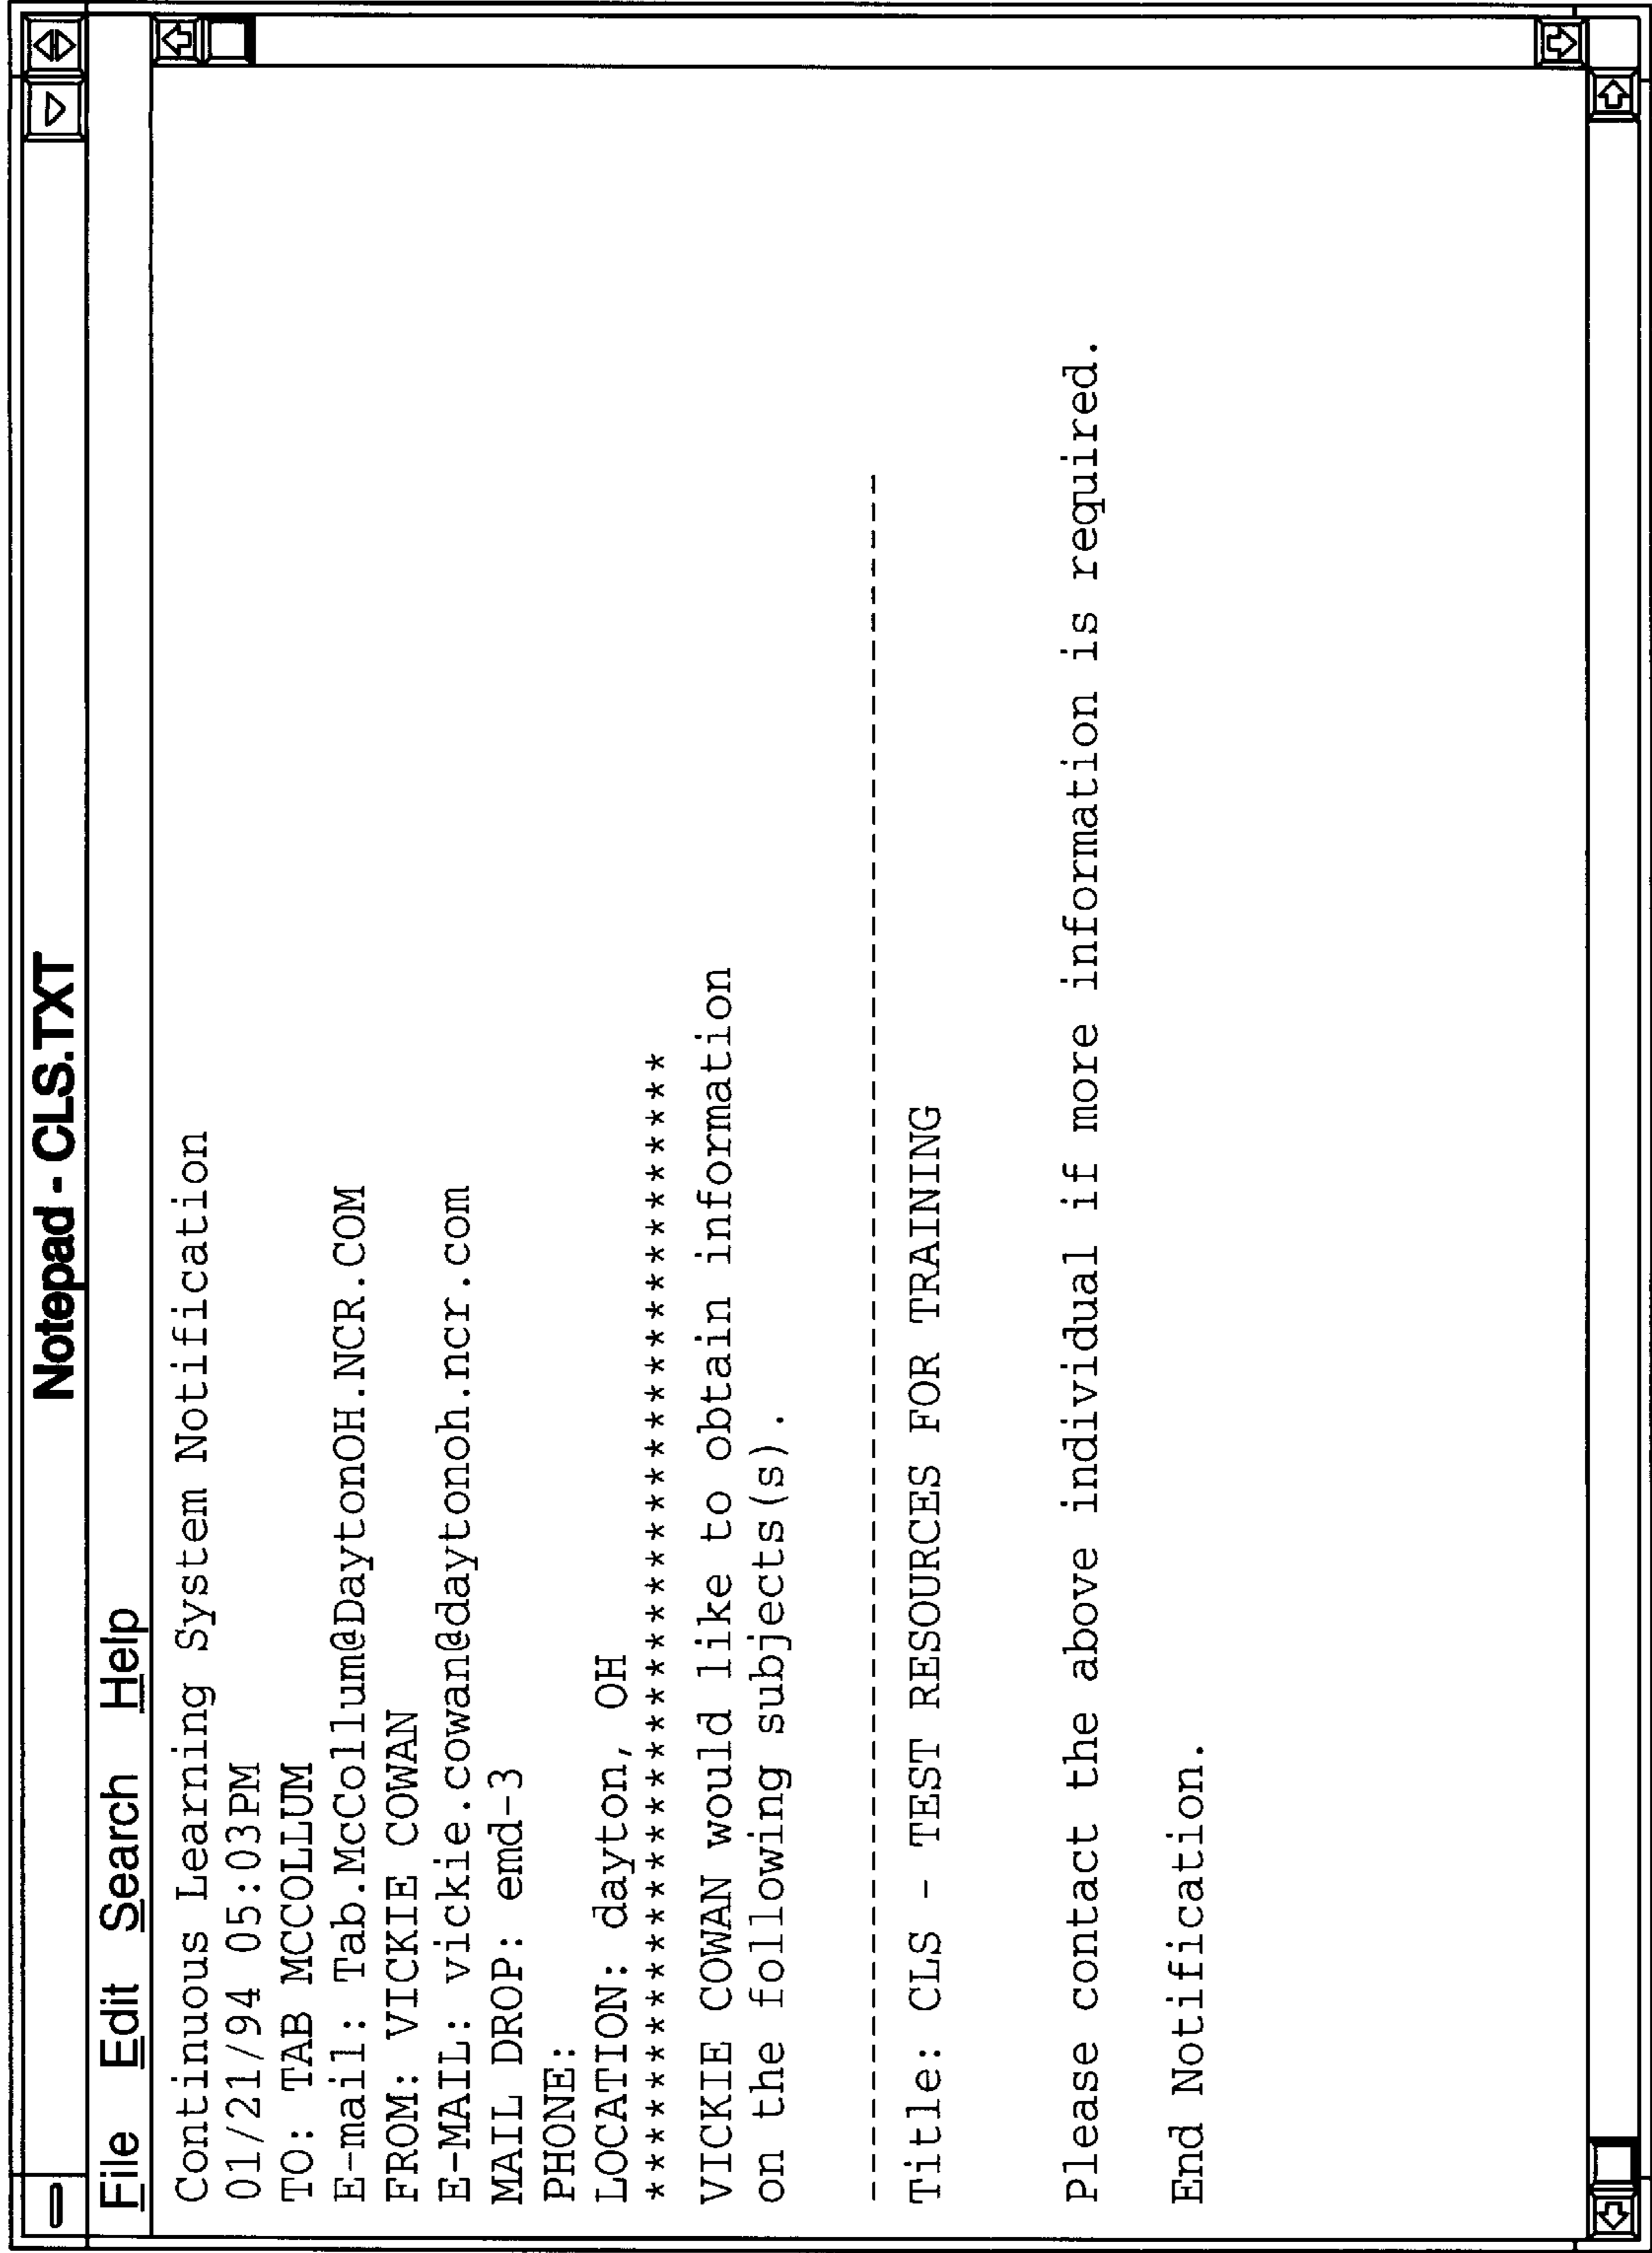 Notepad - CLS.TXT
File Edit Search Help
Continuous Learning System Notification
01/21/94 05:03PM
TO: TAB MCCOLLUM
E-mail: Tab.McCollum@DaytonOH.NCR.COM
FROM: VICKIE COWAN
E-MAIL: vickie.cowan@daytonoh.ncr.com
MAIL DROP: emd-3
PHONE:
LOCATION: dayton, OH
****************************************
VICKIE COWAN would like to obtain information
on the following subjects(s).
------------------------------------------------------------
Title: CLS - TEST RESOURCES FOR TRAINING
Please contact the above individual if more information is required.
End Notification.